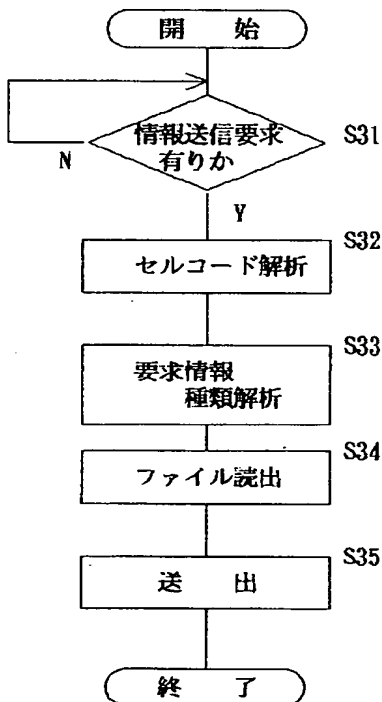 開 始
情報送信要求
有りか
S31
N
Y
S32
セルコード解析
S33
要求情報
種類解析
S34
ファイル読出
S35
送 出
終 了